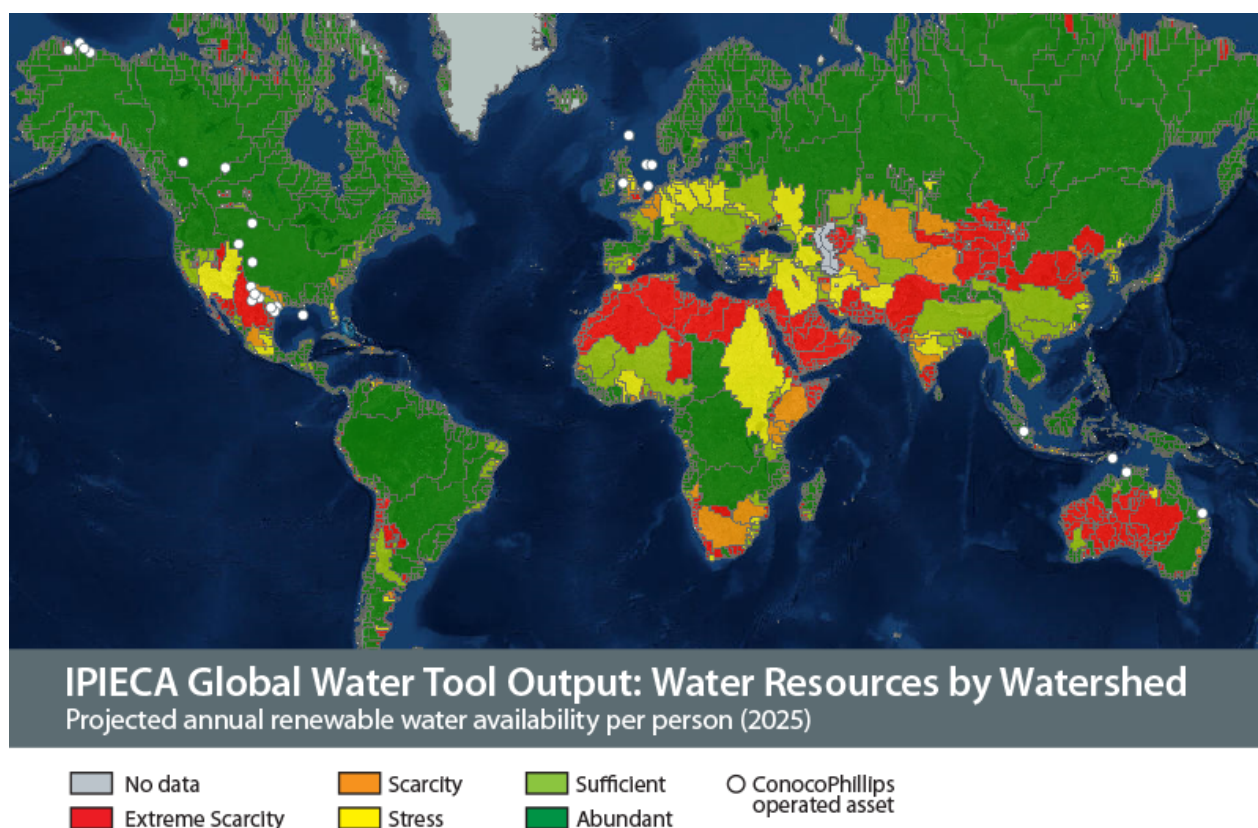 IPIECA Global Water Tool Output: Water Resources by Watershed
Projected annual renewable water availability per person (2025)
No data
Scarcity
Sufficient
ConocoPhillips
operated asset
Extreme Scarcity
Stress
Abundant